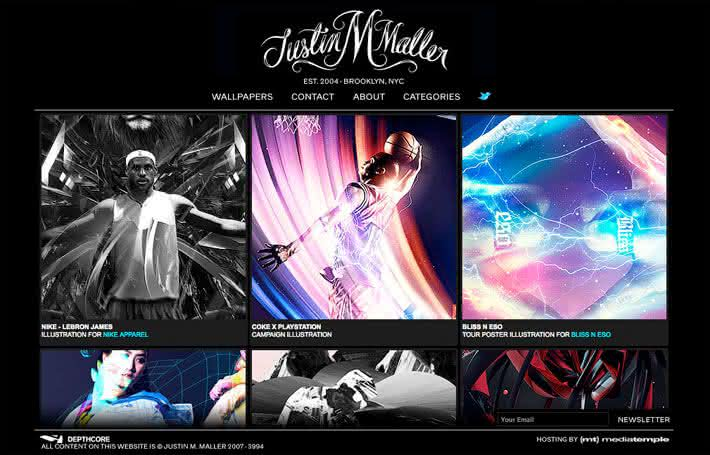 Justin M Maller
EST. 2004 - BROOKLYN, NYC
WALLPAPERS CONTACT ABOUT CATEGORIES
eso
Bliss
NIKE - LEBRON JAMES
ILLUSTRATION FOR NIKE APPAREL
COKE X PLAYSTATION
CAMPAIGN ILLUSTRATION
BLISS N ESO
TOUR POSTER ILLUSTRATION FOR BLISS N ESO
Your Email
NEWSLETTER
DEPTHCORE
ALL CONTENT ON THIS WEBSITE IS © JUSTIN M. MALLER 2007 - 3994
HOSTING BY (mt) mediatemple